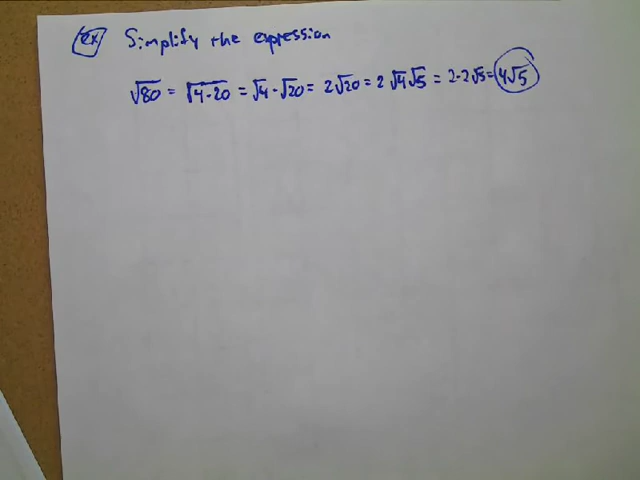 ex Simplify the expression
√80 = √4·20 = √4 · √20 = 2√20 = 2√4√5 = 2·2√5 = 4√5